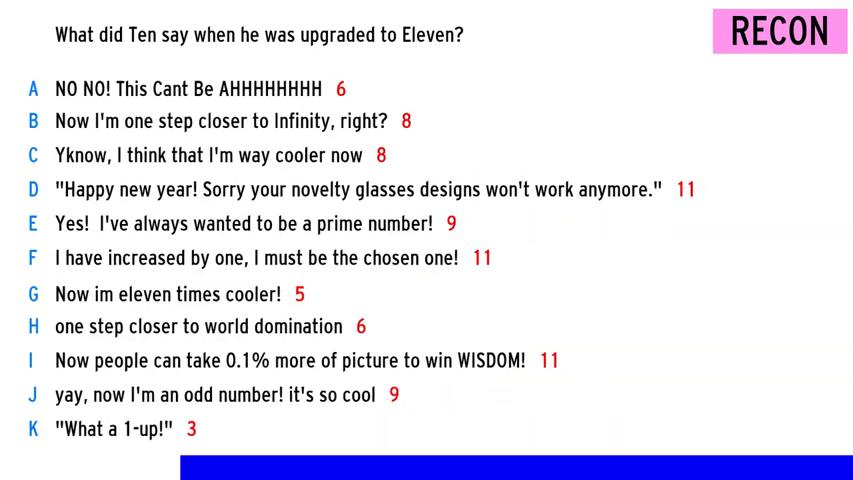 What did Ten say when he was upgraded to Eleven?
RECON
A NO NO! This Cant Be AHHHHHHHH 6
B Now I'm one step closer to Infinity, right? 8
C Yknow, I think that I'm way cooler now 8
D "Happy new year! Sorry your novelty glasses designs won't work anymore." 11
E Yes! I've always wanted to be a prime number! 9
F I have increased by one, I must be the chosen one! 11
G Now im eleven times cooler! 5
H one step closer to world domination 6
I Now people can take 0.1% more of picture to win WISDOM! 11
J yay, now I'm an odd number! it's so cool 9
K "What a 1-up!" 3